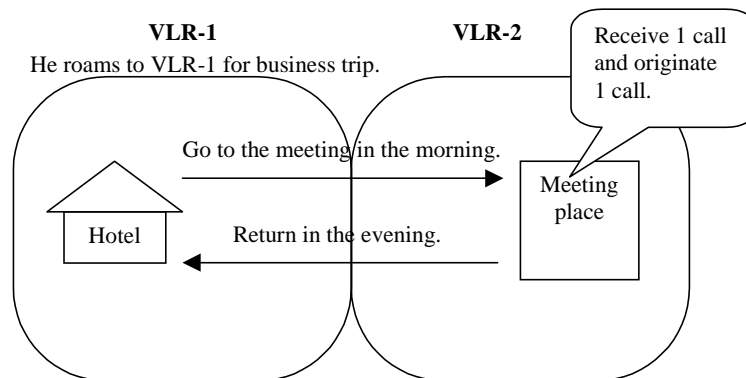 VLR-1
VLR-2
He roams to VLR-1 for business trip.
Receive 1 call
and originate
1 call.
Go to the meeting in the morning.
Meeting
place
Hotel
Return in the evening.